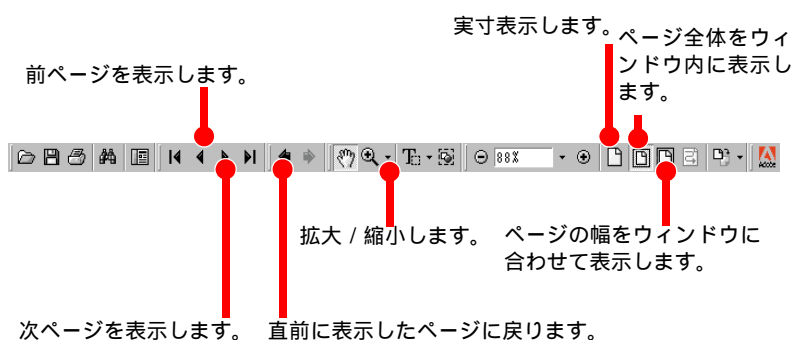 実寸表示します。
ページ全体をウィ
ンドウ内に表示し
ます。
前ページを表示します。
88%
Adobe
拡大 / 縮小します。
ページの幅をウィンドウに
合わせて表示します。
次ページを表示します。
直前に表示したページに戻ります。